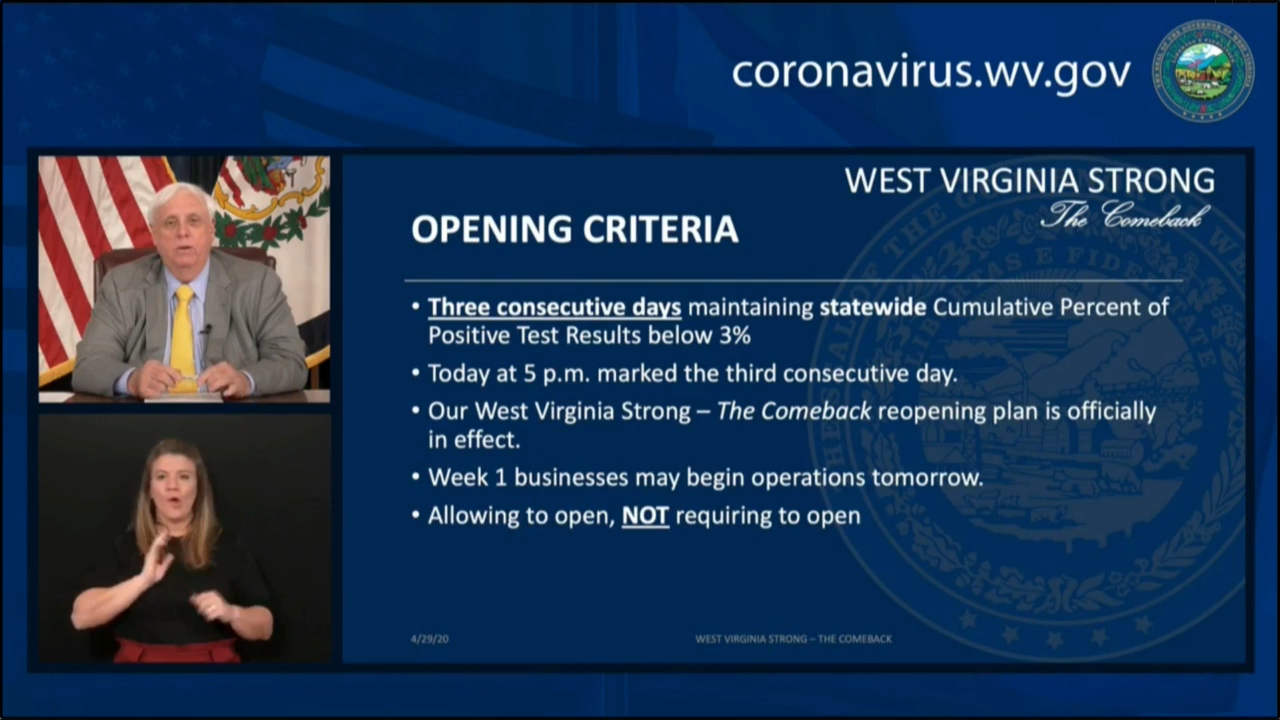 coronavirus.wv.gov
WEST VIRGINIA STRONG
The Comeback
OPENING CRITERIA
• Three consecutive days maintaining statewide Cumulative Percent of
Positive Test Results below 3%
• Today at 5 p.m. marked the third consecutive day.
• Our West Virginia Strong – The Comeback reopening plan is officially
in effect.
• Week 1 businesses may begin operations tomorrow.
• Allowing to open, NOT requiring to open
4/29/20
WEST VIRGINIA STRONG – THE COMEBACK